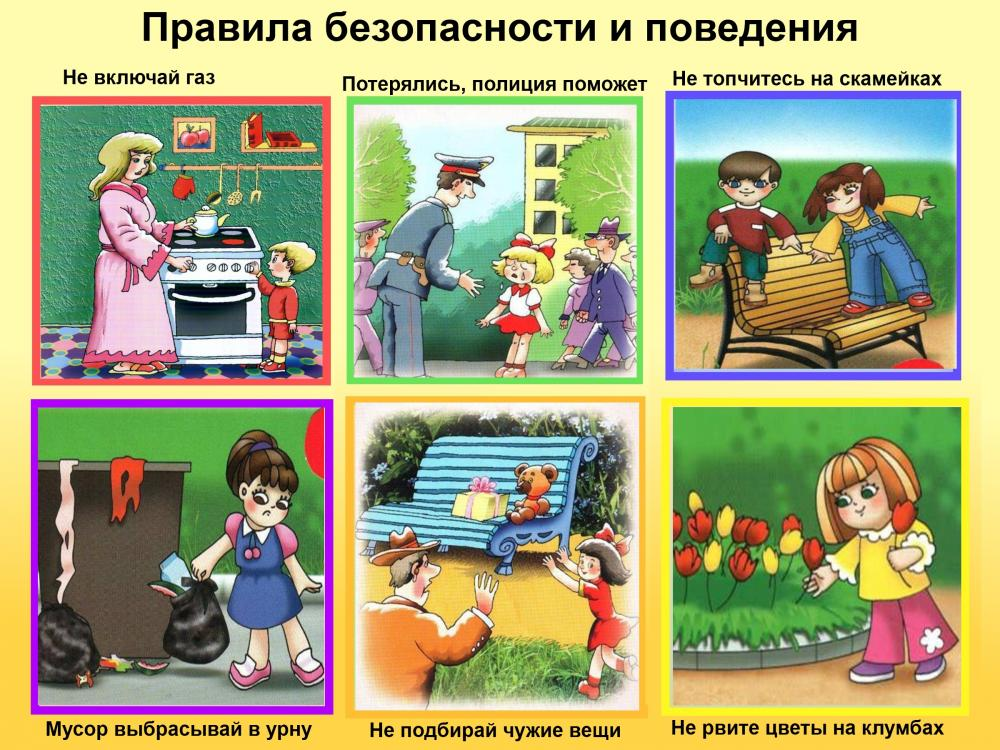 Правила безопасности и поведения
Не включай газ
Потерялись, полиция поможет
Не топчитесь на скамейках
Мусор выбрасывай в урну
Не подбирай чужие вещи
Не рвите цветы на клумбах